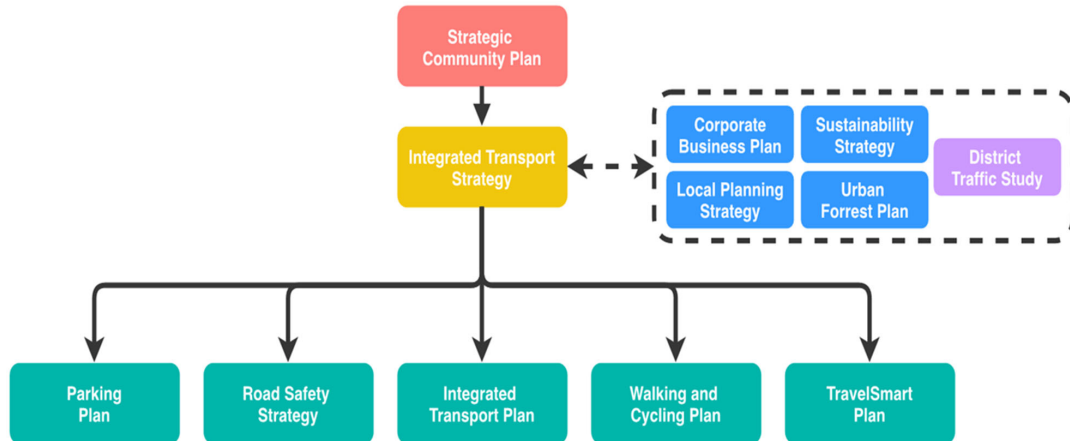 Strategic
Community Plan
Integrated Transport
Strategy
Corporate
Business Plan
Sustainability
Strategy
District
Traffic Study
Local Planning
Strategy
Urban
Forrest Plan
Parking
Plan
Road Safety
Strategy
Integrated
Transport Plan
Walking and
Cycling Plan
TravelSmart
Plan